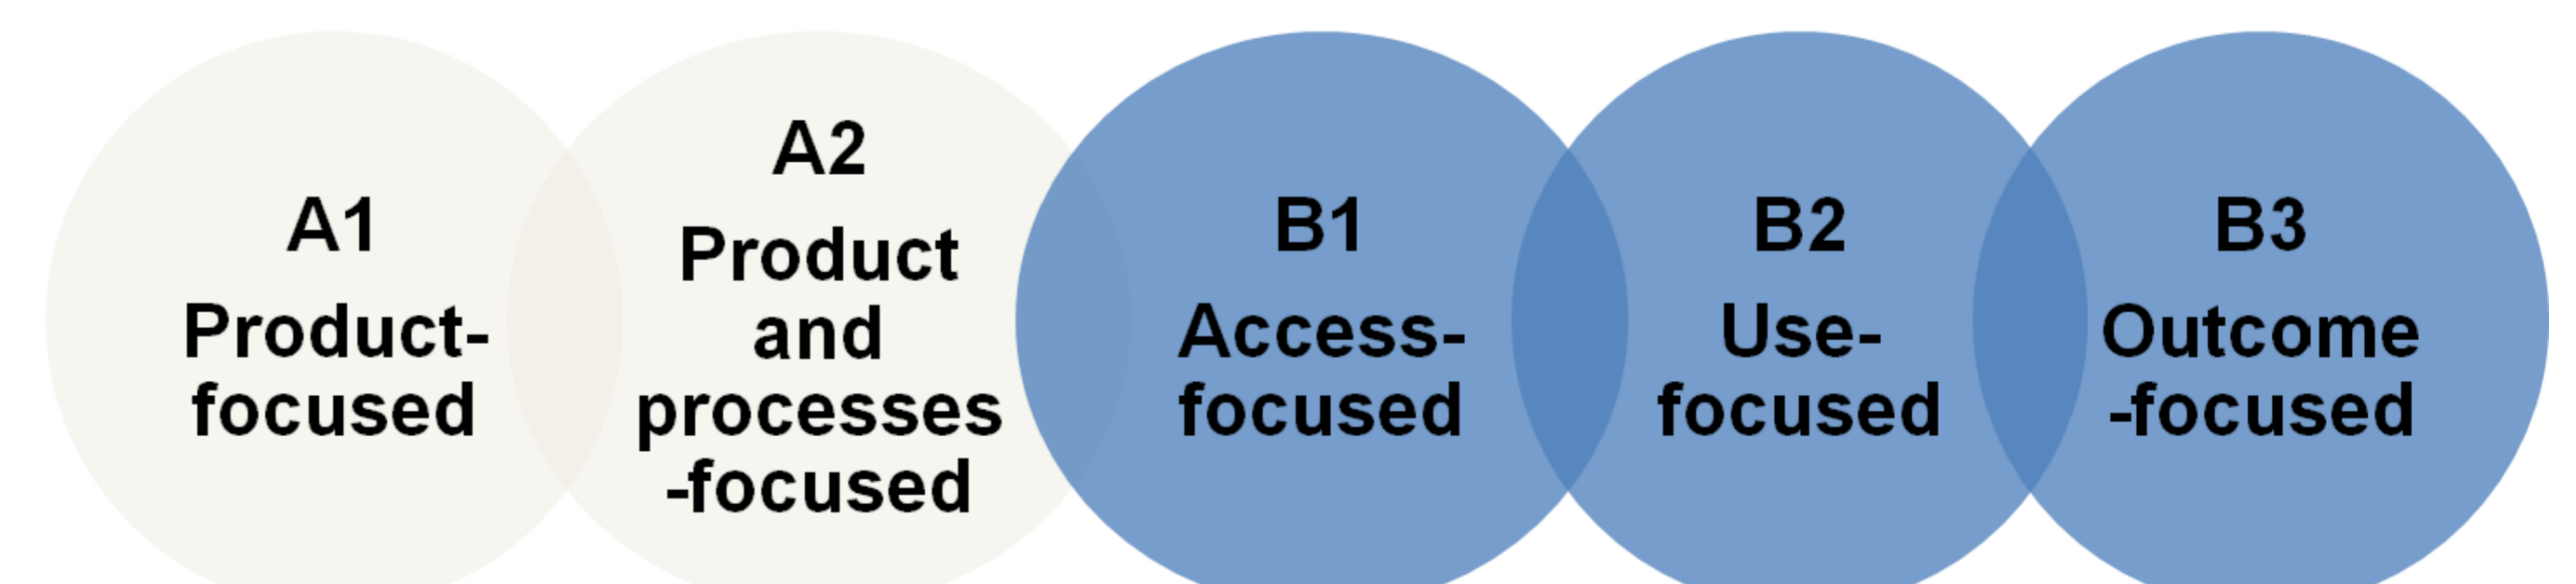 A1
Product-
focused
A2
Product
and
processes
-focused
B1
Access-
focused
B2
Use-
focused
B3
Outcome
-focused